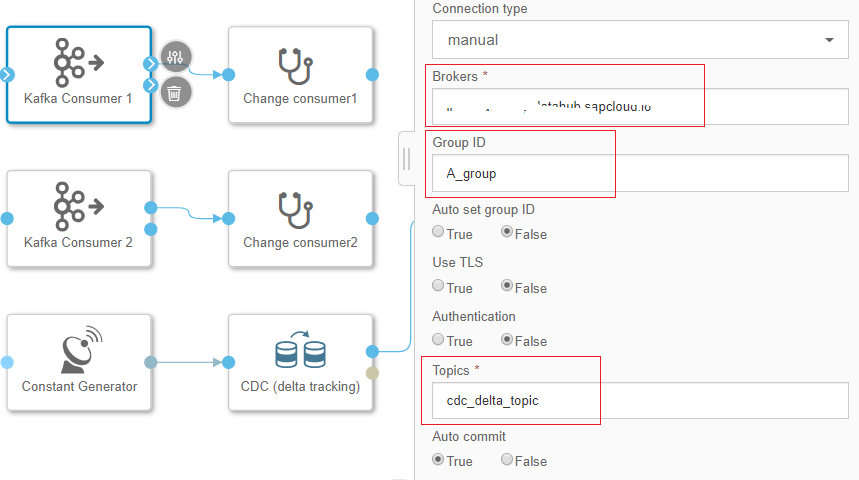 Kafka Consumer 1
Change consumer1
Kafka Consumer 2
Change consumer2
Constant Generator
CDC (delta tracking)
Connection type
manual
Brokers *
sapcloud.io
Group ID
A_group
Auto set group ID
True False
Use TLS
True False
Authentication
True False
Topics *
cdc_delta_topic
Auto commit
True False